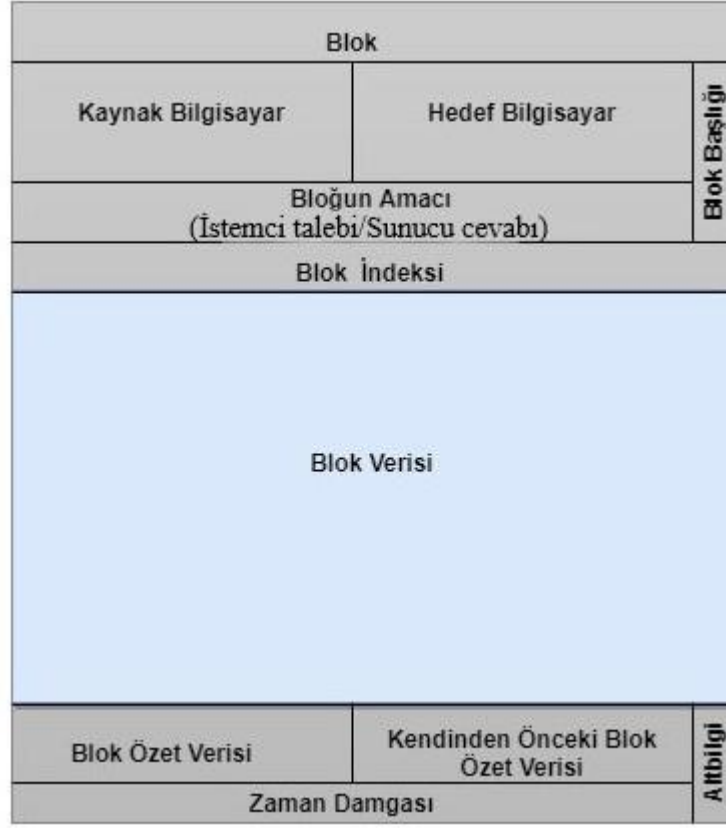 Blok
Kaynak Bilgisayar
Hedef Bilgisayar
Blok Başlığı
Bloğun Amacı
(İstemci talebi/Sunucu cevabı)
Blok İndeksi
Blok Verisi
Blok Özet Verisi
Kendinden Önceki Blok
Özet Verisi
Altbilgi
Zaman Damgası